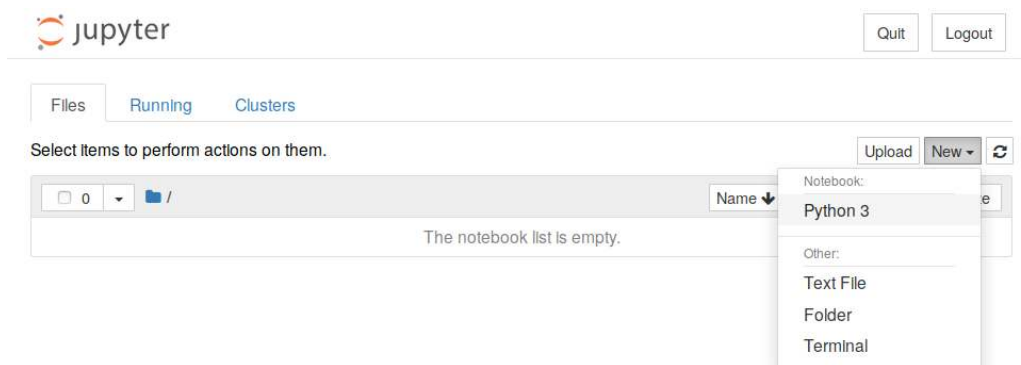 jupyter
Quit Logout
Files Running Clusters
Select items to perform actions on them.
Upload New
0 / Name
The notebook list is empty.
Notebook:
Python 3
Other:
Text File
Folder
Terminal